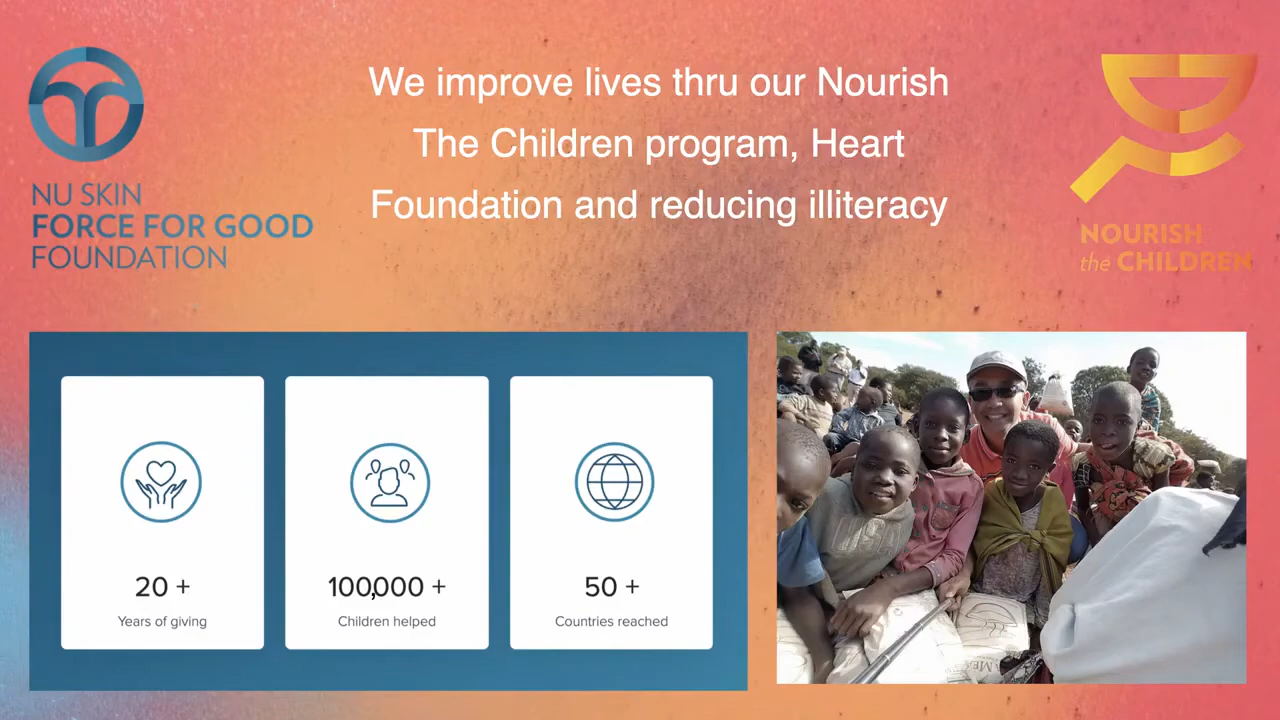 We improve lives thru our Nourish
The Children program, Heart
Foundation and reducing illiteracy
NU SKIN
FORCE FOR GOOD
FOUNDATION
NOURISH
the CHILDREN
20 +
Years of giving
100,000 +
Children helped
50 +
Countries reached